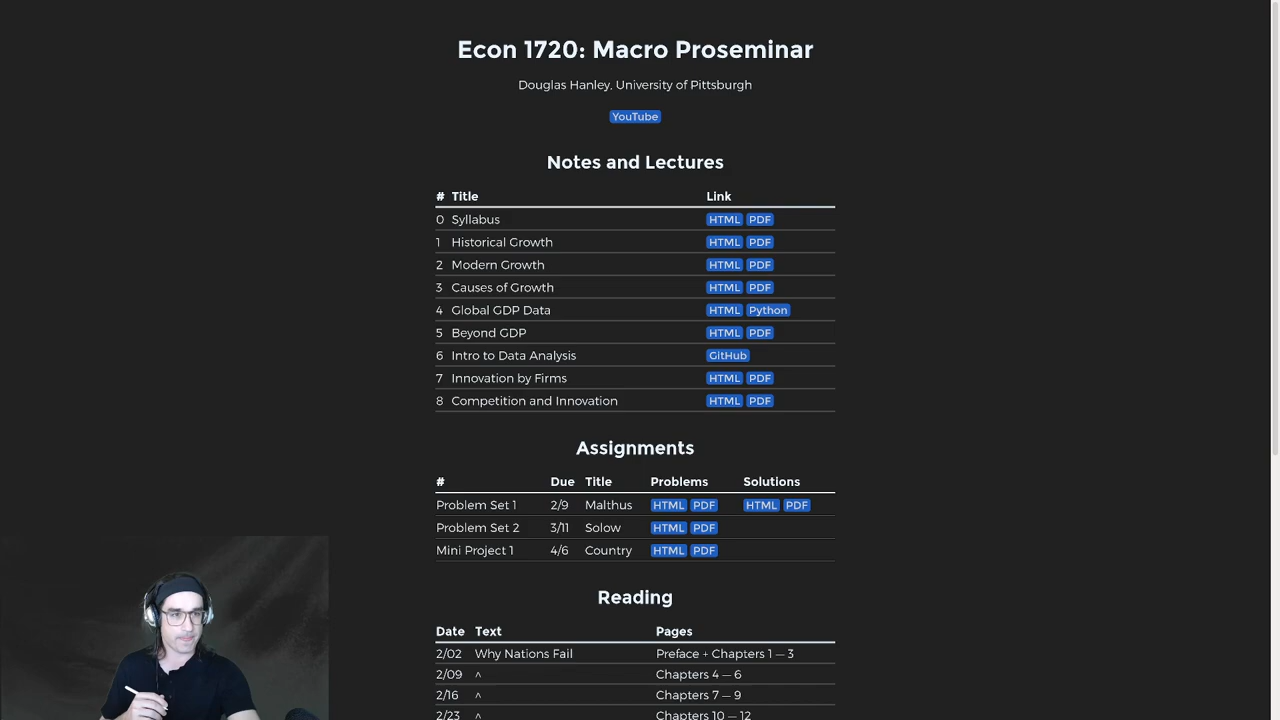 Econ 1720: Macro Proseminar
Douglas Hanley, University of Pittsburgh
YouTube
Notes and Lectures
# Title Link
0 Syllabus HTML PDF
1 Historical Growth HTML PDF
2 Modern Growth HTML PDF
3 Causes of Growth HTML PDF
4 Global GDP Data HTML Python
5 Beyond GDP HTML PDF
6 Intro to Data Analysis GitHub
7 Innovation by Firms HTML PDF
8 Competition and Innovation HTML PDF
Assignments
# Due Title Problems Solutions
Problem Set 1 2/9 Malthus HTML PDF HTML PDF
Problem Set 2 3/11 Solow HTML PDF
Mini Project 1 4/6 Country HTML PDF
Reading
Date Text Pages
2/02 Why Nations Fail Preface + Chapters 1 — 3
2/09 ^ Chapters 4 — 6
2/16 ^ Chapters 7 — 9
2/23 ^ Chapters 10 — 12